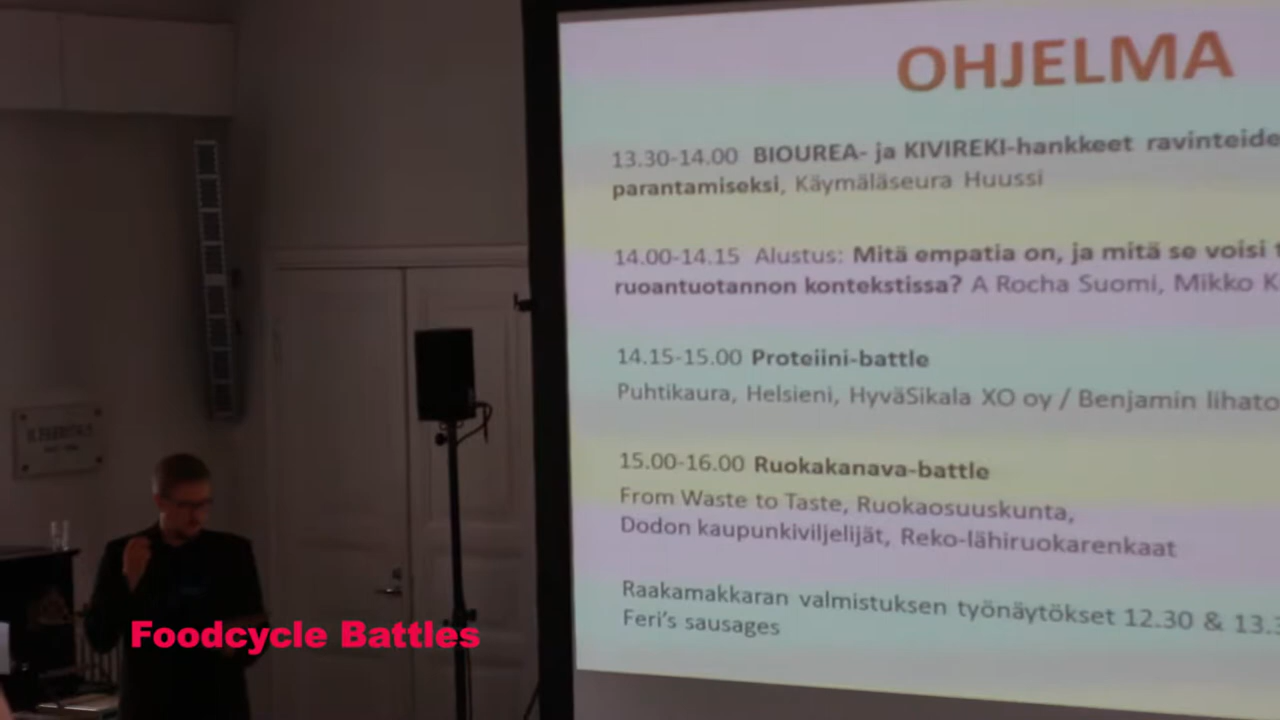 OHJELMA
13.30-14.00 BIOUREA- ja KIVIREKI-hankkeet
parantamiseksi, Käymäläseura Huussi
14.00-14.15 Alustus: Mitä empatia on, ja mitä se voisi
ruoantuotannon kontekstissa? A Rocha Suomi, Mikko K
14.15-15.00 Proteiini-battle
Puhtikaura, Helsieni, HyväSikala XO oy / Benjamin lihato
15.00-16.00 Ruokakanava-battle
From Waste to Taste, Ruokaosuuskunta,
Dodon kaupunkiviljelijät, Reko-lähiruokarenkaat
Raakamakkaran valmistuksen työnäytökset 12.30 & 13.3
Feri's sausages
Foodcycle Battles